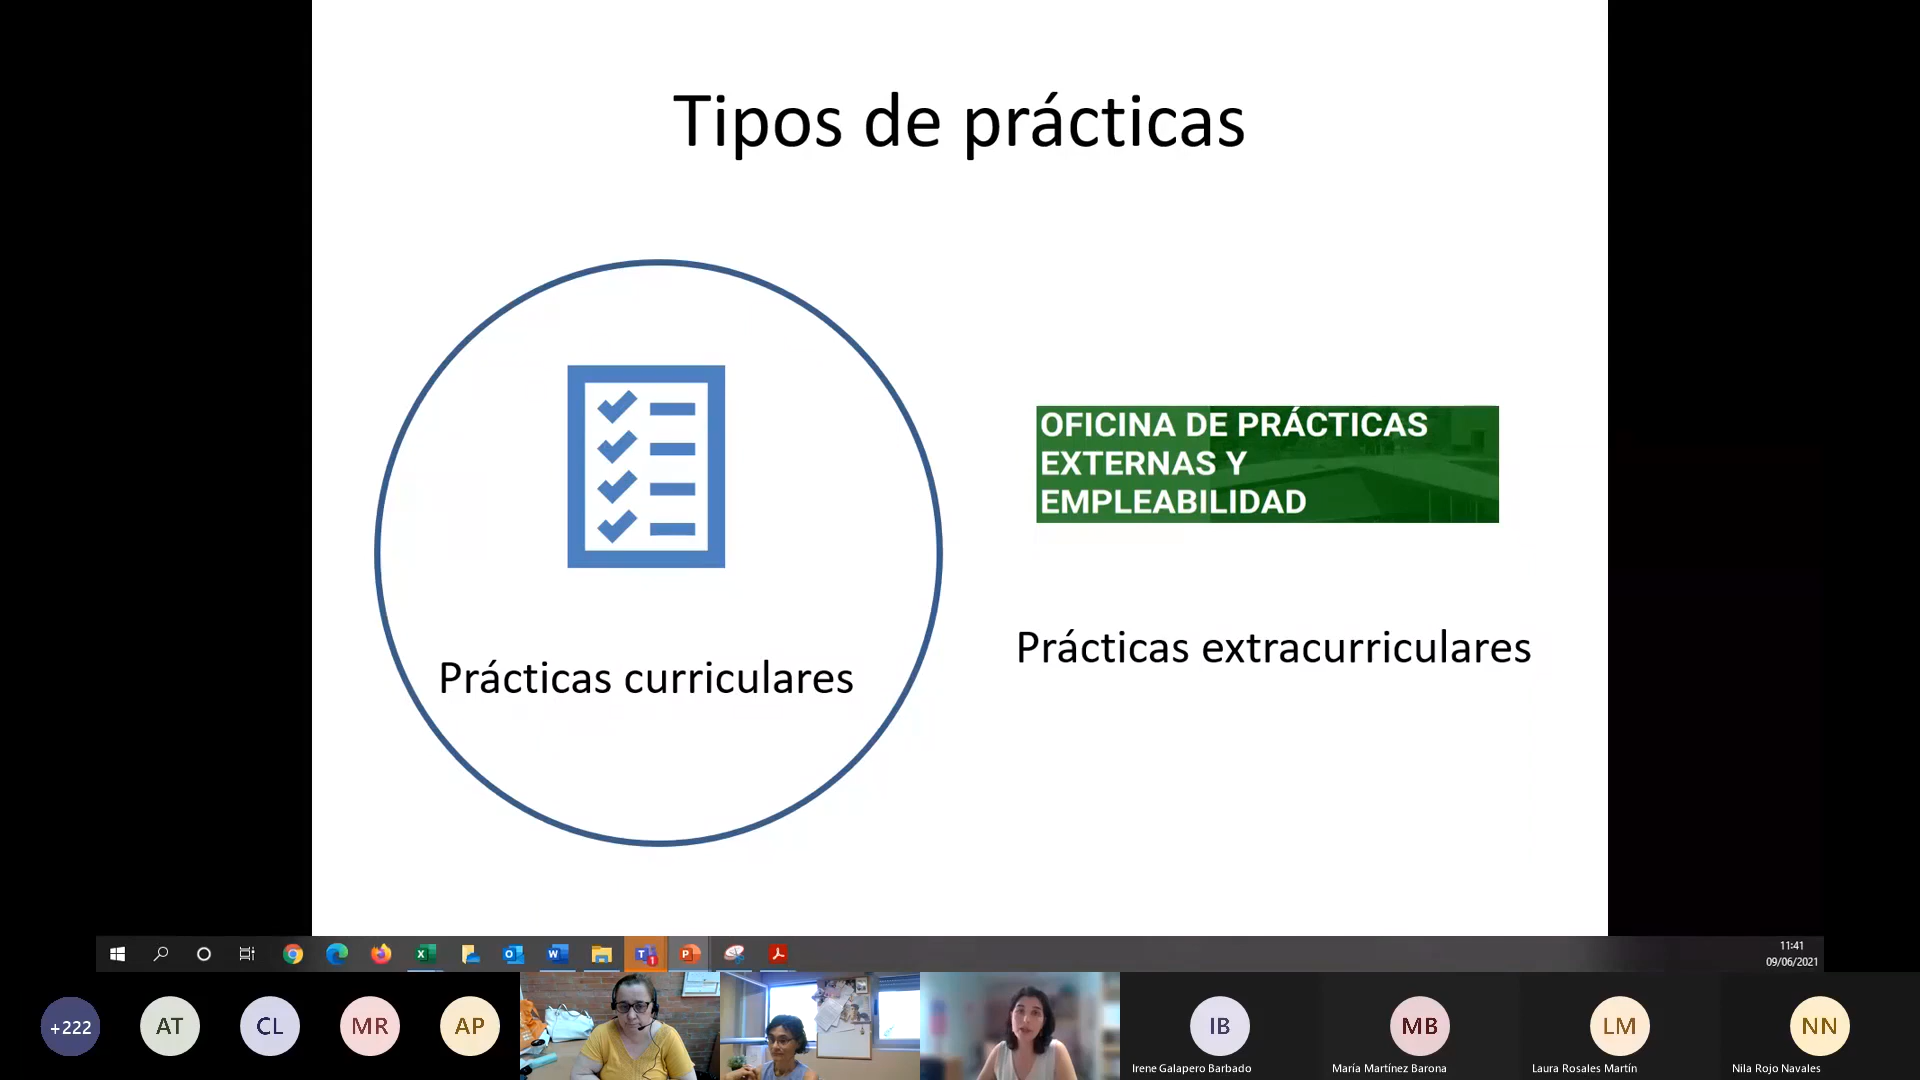 Tipos de prácticas
OFICINA DE PRÁCTICAS
EXTERNAS Y
EMPLEABILIDAD
Prácticas curriculares
Prácticas extracurriculares
11:41
09/06/2021
+222
AT
CL
MR
AP
IB
MB
LM
NN
Irene Galapero Barbado
María Martínez Barona
Laura Rosales Martín
Nila Rojo Navales